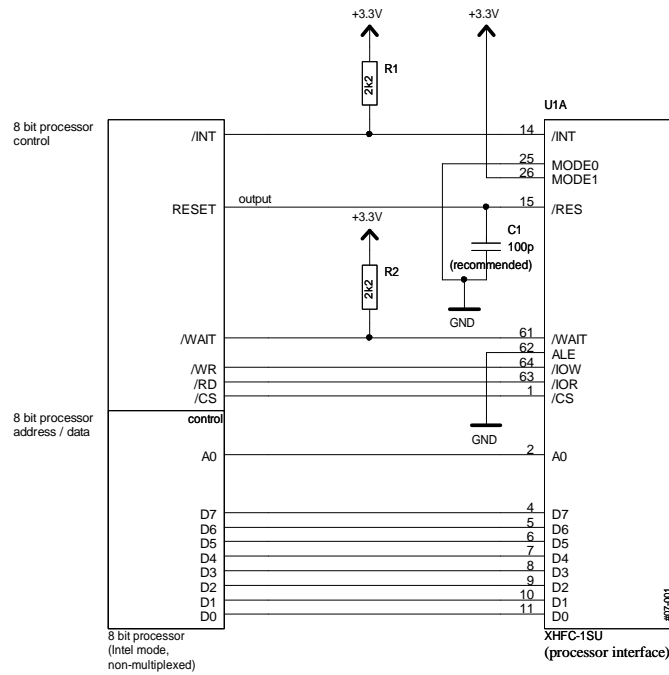 +3.3V
+3.3V
R1
2k2
U1A
8 bit processor
control
/INT
14
/INT
25
MODE0
26
MODE1
RESET
output
15
/RES
+3.3V
C1
100p
(recommended)
R2
2k2
GND
/WAIT
61
/WAIT
62
ALE
/WR
64
/IOW
/RD
63
/IOR
/CS
1
/CS
8 bit processor
address / data
control
GND
A0
2
A0
D7
4
D7
D6
5
D6
D5
6
D5
D4
7
D4
D3
8
D3
D2
9
D2
D1
10
D1
D0
11
D0
#07-001
8 bit processor
(Intel mode,
non-multiplexed)
XHFC-1SU
(processor interface)